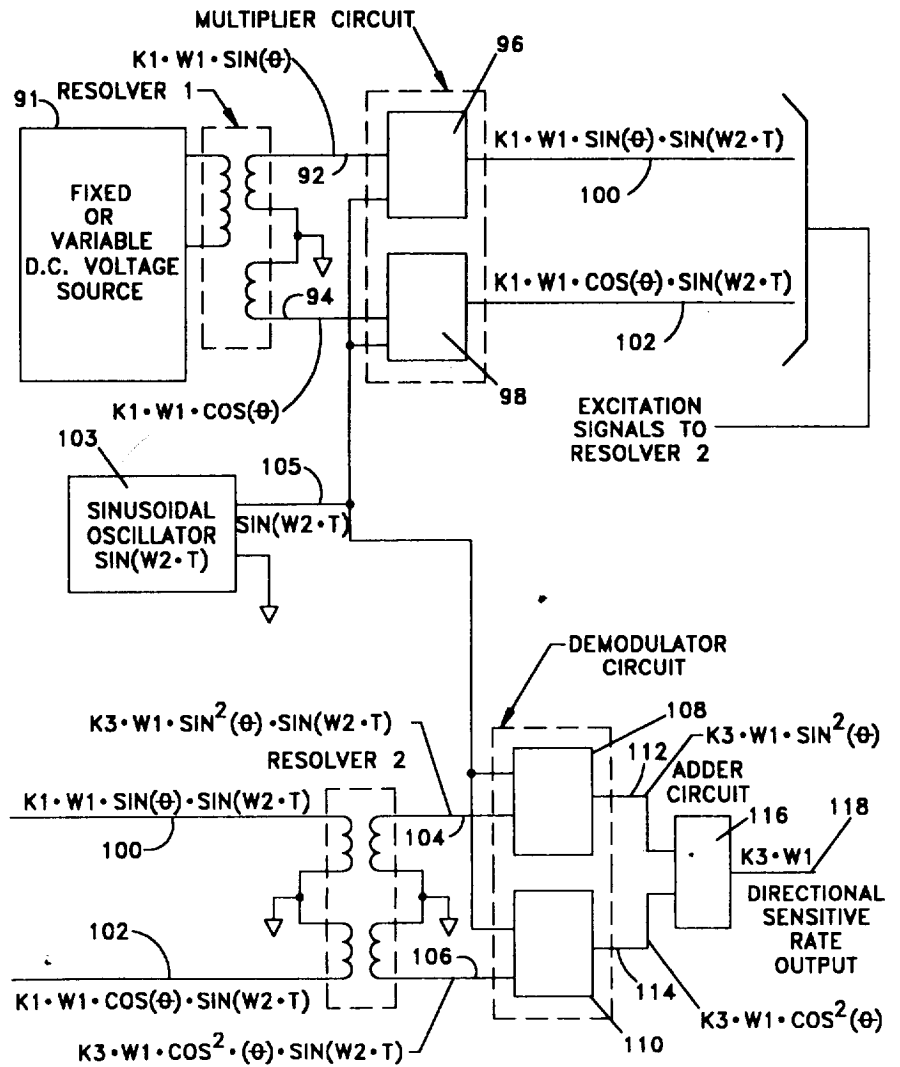 MULTIPLIER CIRCUIT
96
K1·W1·SIN(θ)
RESOLVER 1
91
FIXED
OR
VARIABLE
D.C. VOLTAGE
SOURCE
92
K1·W1·SIN(θ)·SIN(W2·T)
100
94
K1·W1·COS(θ)·SIN(W2·T)
102
98
K1·W1·COS(θ)
EXCITATION
SIGNALS TO
RESOLVER 2
103
105
SINUSOIDAL
OSCILLATOR
SIN(W2·T)
SIN(W2·T)
DEMODULATOR
CIRCUIT
K3·W1·SIN²(θ)·SIN(W2·T)
108
K3·W1·SIN²(θ)
RESOLVER 2
112
ADDER
CIRCUIT
K1·W1·SIN(θ)·SIN(W2·T)
100
104
116
118
K3·W1
DIRECTIONAL
SENSITIVE
RATE
OUTPUT
102
106
114
K1·W1·COS(θ)·SIN(W2·T)
K3·W1·COS²(θ)
110
K3·W1·COS²·(θ)·SIN(W2·T)